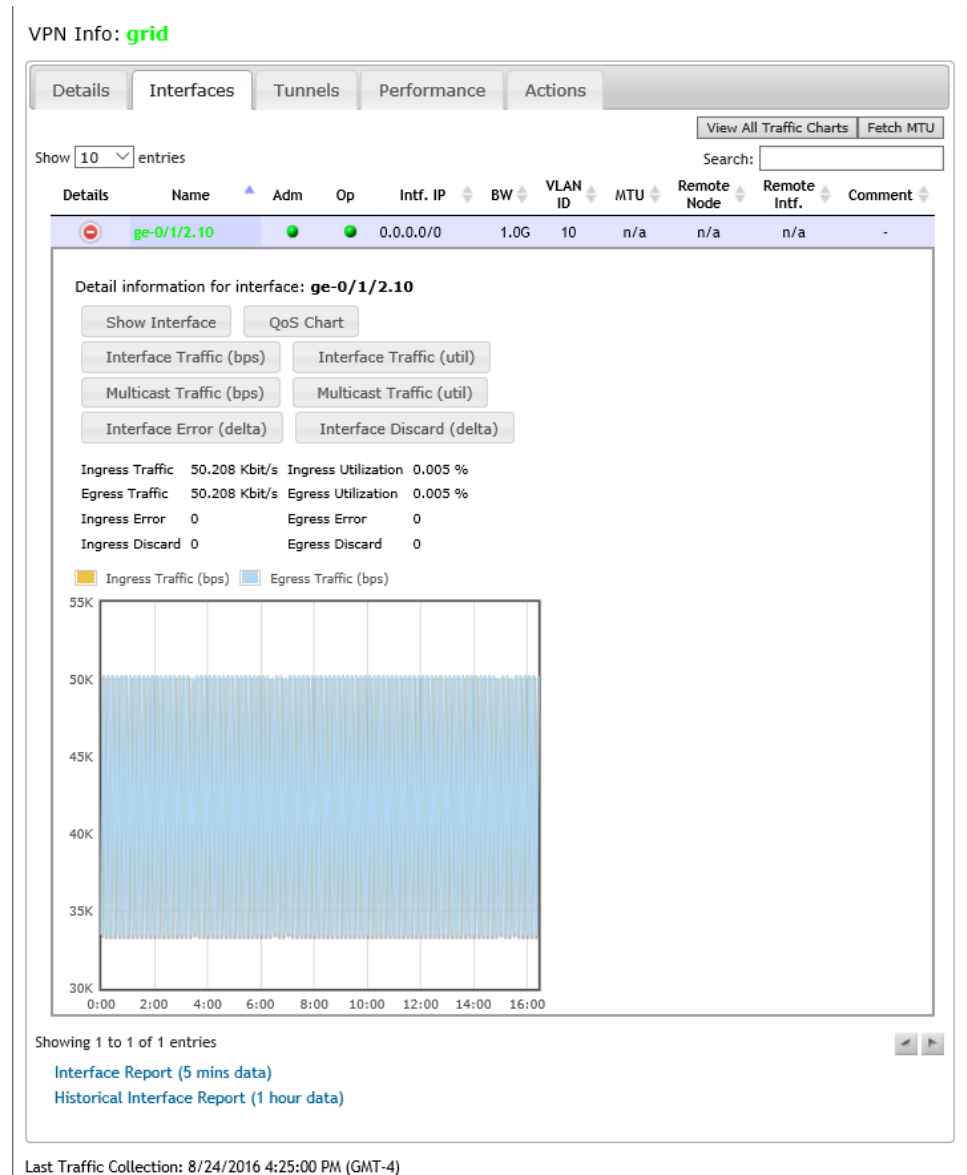 VPN Info: grid
Details Interfaces Tunnels Performance Actions
View All Traffic Charts Fetch MTU
Show 10 entries Search:
Details Name Adm Op Intf. IP BW VLAN ID MTU Remote Node Remote Intf. Comment
ge-0/1/2.10 0.0.0.0/0 1.0G 10 n/a n/a n/a -
Detail information for interface: ge-0/1/2.10
Show Interface QoS Chart
Interface Traffic (bps) Interface Traffic (util)
Multicast Traffic (bps) Multicast Traffic (util)
Interface Error (delta) Interface Discard (delta)
Ingress Traffic 50.208 Kbit/s Ingress Utilization 0.005 %
Egress Traffic 50.208 Kbit/s Egress Utilization 0.005 %
Ingress Error 0 Egress Error 0
Ingress Discard 0 Egress Discard 0
Ingress Traffic (bps) Egress Traffic (bps)
55K
50K
45K
40K
35K
30K
0:00 2:00 4:00 6:00 8:00 10:00 12:00 14:00 16:00
Showing 1 to 1 of 1 entries
Interface Report (5 mins data)
Historical Interface Report (1 hour data)
Last Traffic Collection: 8/24/2016 4:25:00 PM (GMT-4)